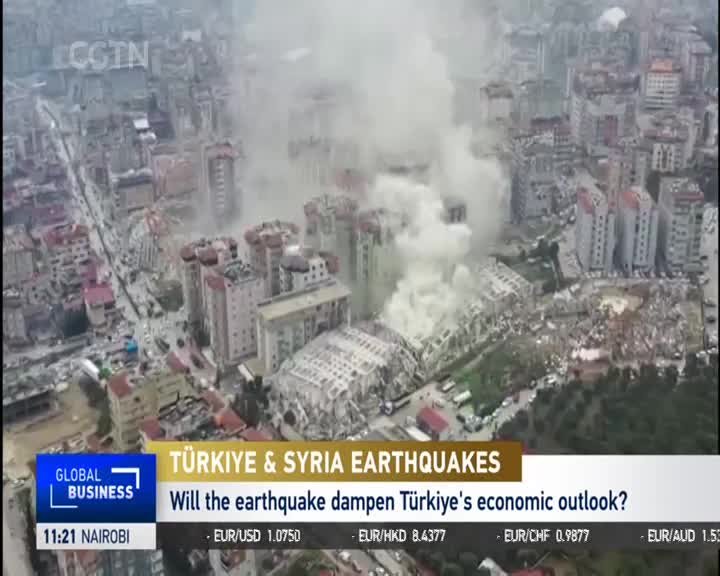 CGTN
TÜRKIYE & SYRIA EARTHQUAKES
GLOBAL BUSINESS
Will the earthquake dampen Türkiye's economic outlook?
11:21 NAIROBI
EUR/USD 1.0750 EUR/HKD 8.4377 EUR/CHF 0.9877 EUR/AUD 1.5